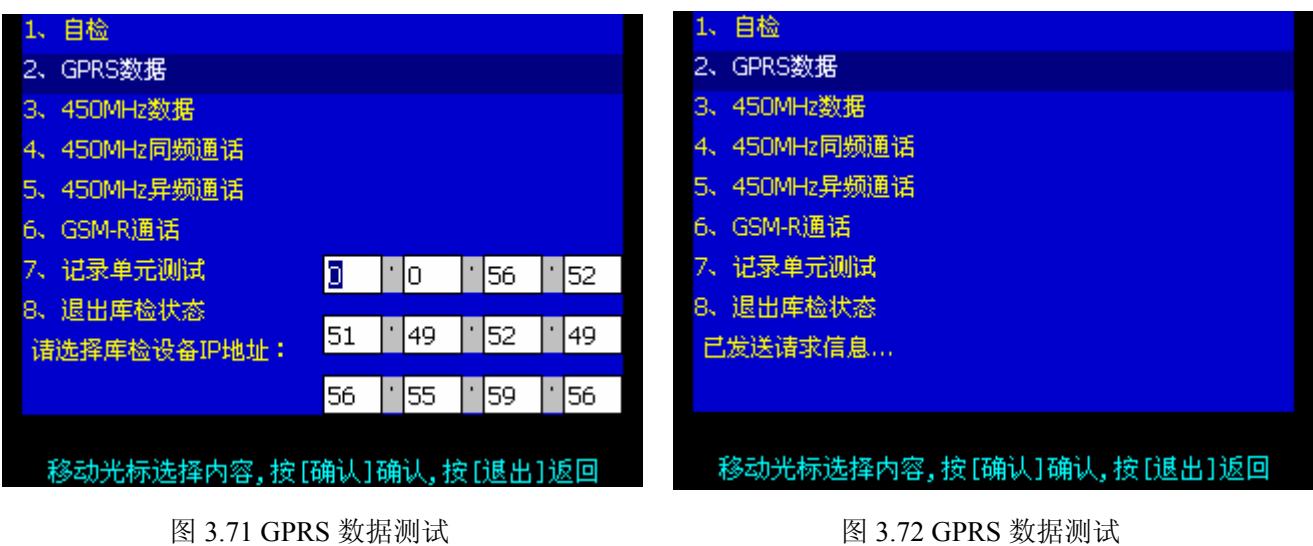 1、自检
2、GPRS数据
3、450MHz数据
4、450MHz同频通话
5、450MHz异频通话
6、GSM-R通话
7、记录单元测试
0 . 0 . 56 . 52
8、退出库检状态
51 . 49 . 52 . 49
请选择库检设备IP地址：
56 . 55 . 59 . 56
移动光标选择内容,按[确认]确认,按[退出]返回
图 3.71 GPRS 数据测试
1、自检
2、GPRS数据
3、450MHz数据
4、450MHz同频通话
5、450MHz异频通话
6、GSM-R通话
7、记录单元测试
8、退出库检状态
已发送请求信息...
移动光标选择内容,按[确认]确认,按[退出]返回
图 3.72 GPRS 数据测试